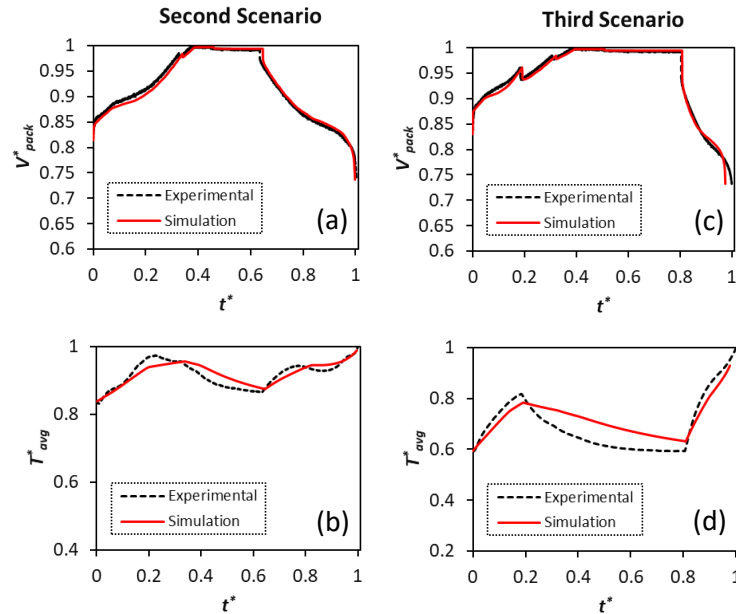 Second Scenario
1
0.95
0.9
0.85
0.8
0.75
0.7
0.65
0.6
V*pack
Experimental
Simulation
(a)
0 0.2 0.4 0.6 0.8 1
t*
Third Scenario
1
0.95
0.9
0.85
0.8
0.75
0.7
0.65
0.6
V*pack
Experimental
Simulation
(c)
0 0.2 0.4 0.6 0.8 1
t*
1
0.8
0.6
0.4
T*avg
Experimental
Simulation
(b)
0 0.2 0.4 0.6 0.8 1
t*
1
0.8
0.6
0.4
0.2
T*avg
Experimental
Simulation
(d)
0 0.2 0.4 0.6 0.8 1
t*